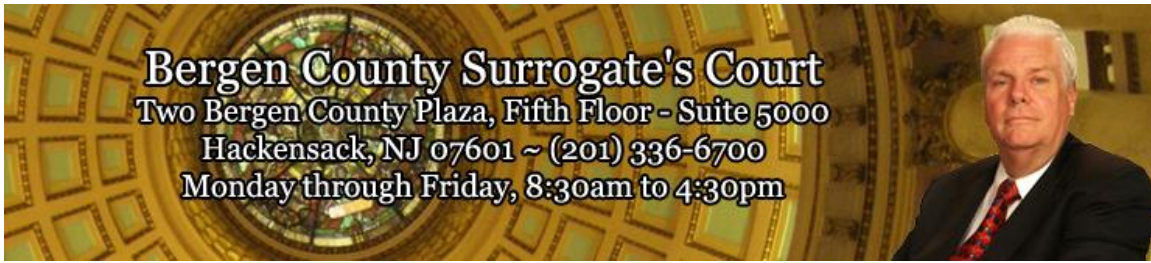 Bergen County Surrogate's Court
Two Bergen County Plaza, Fifth Floor - Suite 5000
Hackensack, NJ 07601 ~ (201) 336-6700
Monday through Friday, 8:30am to 4:30pm